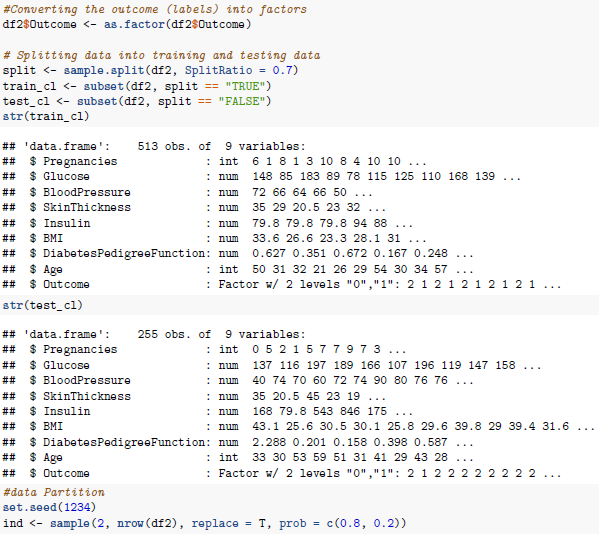 #Converting the outcome (labels) into factors
df2$Outcome <- as.factor(df2$Outcome)
# Splitting data into training and testing data
split <- sample.split(df2, SplitRatio = 0.7)
train_cl <- subset(df2, split == "TRUE")
test_cl <- subset(df2, split == "FALSE")
str(train_cl)
## 'data.frame':    513 obs. of  9 variables:
##  $ Pregnancies             : int  6 1 8 1 3 10 8 4 10 10 ...
##  $ Glucose                 : num  148 85 183 89 78 115 125 110 168 139 ...
##  $ BloodPressure           : num  72 66 64 66 50 ...
##  $ SkinThickness           : num  35 29 20.5 23 32 ...
##  $ Insulin                 : num  79.8 79.8 79.8 94 88 ...
##  $ BMI                     : num  33.6 26.6 23.3 28.1 31 ...
##  $ DiabetesPedigreeFunction: num  0.627 0.351 0.672 0.167 0.248 ...
##  $ Age                     : int  50 31 32 21 26 29 54 30 34 57 ...
##  $ Outcome                 : Factor w/ 2 levels "0","1": 2 1 2 1 2 1 2 1 2 1 ...
str(test_cl)
## 'data.frame':    255 obs. of  9 variables:
##  $ Pregnancies             : int  0 5 2 1 5 7 7 9 7 3 ...
##  $ Glucose                 : num  137 116 197 189 166 107 196 119 147 158 ...
##  $ BloodPressure           : num  40 74 70 60 72 74 90 80 76 76 ...
##  $ SkinThickness           : num  35 20.5 45 23 19 ...
##  $ Insulin                 : num  168 79.8 543 846 175 ...
##  $ BMI                     : num  43.1 25.6 30.5 30.1 25.8 29.6 39.8 29 39.4 31.6 ...
##  $ DiabetesPedigreeFunction: num  2.288 0.201 0.158 0.398 0.587 ...
##  $ Age                     : int  33 30 53 59 51 31 41 29 43 28 ...
##  $ Outcome                 : Factor w/ 2 levels "0","1": 2 1 2 2 2 2 2 2 2 2 ...
#data Partition
set.seed(1234)
ind <- sample(2, nrow(df2), replace = T, prob = c(0.8, 0.2))